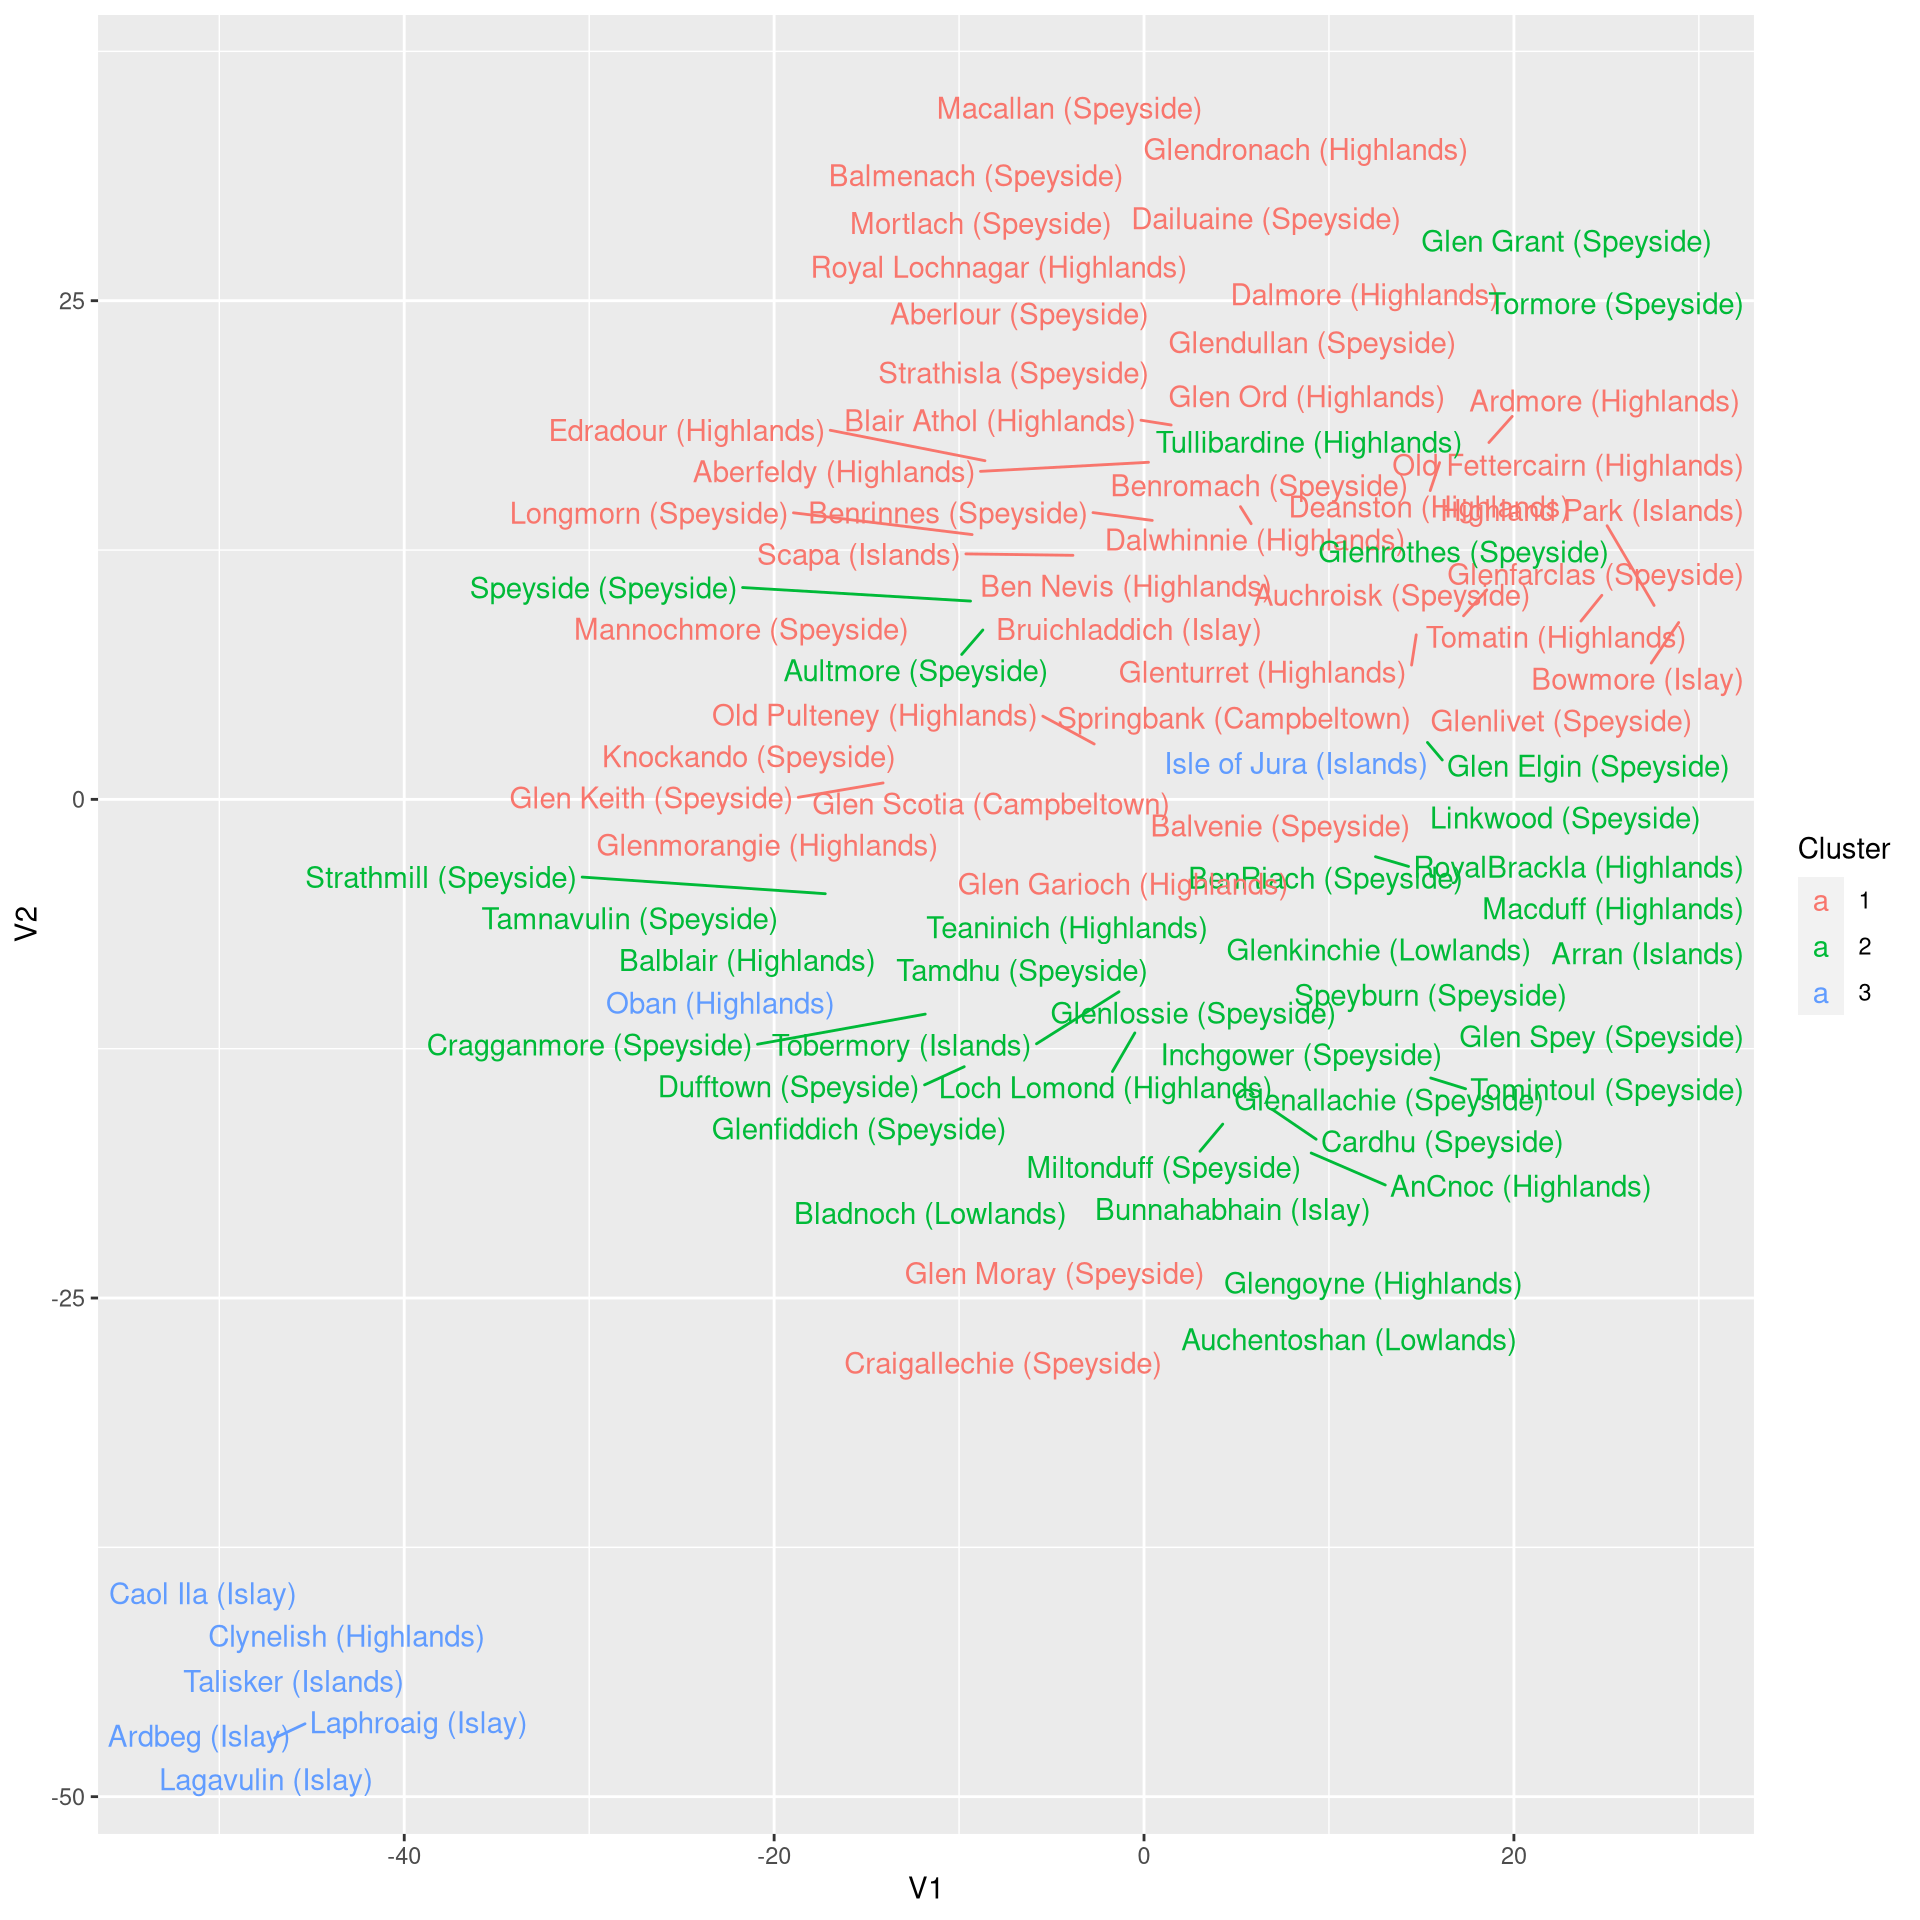 Macallan (Speyside)
Glendronach (Highlands)
Balmenach (Speyside)
Mortlach (Speyside)
Dailuaine (Speyside)
Glen Grant (Speyside)
Royal Lochnagar (Highlands)
Dalmore (Highlands)
Tormore (Speyside)
25
Aberlour (Speyside)
Glendullan (Speyside)
Strathisla (Speyside)
Glen Ord (Highlands)
Ardmore (Highlands)
Edradour (Highlands)
Blair Athol (Highlands)
Tullibardine (Highlands)
Aberfeldy (Highlands)
Old Fettercairn (Highlands)
Benromach (Speyside)
Longmorn (Speyside)
Benrinnes (Speyside)
Deanston (Highlands)
Highland Park (Islands)
Scapa (Islands)
Dalwhinnie (Highlands)
Glenrothes (Speyside)
Speyside (Speyside)
Ben Nevis (Highlands)
Glenfarclas (Speyside)
Auchroisk (Speyside)
Mannochmore (Speyside)
Bruichladdich (Islay)
Tomatin (Highlands)
Aultmore (Speyside)
Glenturret (Highlands)
Bowmore (Islay)
Old Pulteney (Highlands)
Springbank (Campbeltown)
Glenlivet (Speyside)
Knockando (Speyside)
Isle of Jura (Islands)
Glen Elgin (Speyside)
0
Glen Keith (Speyside)
Glen Scotia (Campbeltown)
Balvenie (Speyside)
Linkwood (Speyside)
Glenmorangie (Highlands)
Strathmill (Speyside)
Glen Garioch (Highlands)
BenRiach (Speyside)
RoyalBrackla (Highlands)
Tamnavulin (Speyside)
Teaninich (Highlands)
Macduff (Highlands)
Balblair (Highlands)
Tamdhu (Speyside)
Glenkinchie (Lowlands)
Arran (Islands)
Oban (Highlands)
Glenlossie (Speyside)
Speyburn (Speyside)
Cragganmore (Speyside)
Tobermory (Islands)
Inchgower (Speyside)
Glen Spey (Speyside)
Dufftown (Speyside)
Loch Lomond (Highlands)
Glenallachie (Speyside)
Tomintoul (Speyside)
Glenfiddich (Speyside)
Cardhu (Speyside)
Miltonduff (Speyside)
AnCnoc (Highlands)
Bladnoch (Lowlands)
Bunnahabhain (Islay)
Glen Moray (Speyside)
Glengoyne (Highlands)
-25
Auchentoshan (Lowlands)
Craigallechie (Speyside)
Caol Ila (Islay)
Clynelish (Highlands)
Talisker (Islands)
Laphroaig (Islay)
Ardbeg (Islay)
Lagavulin (Islay)
-50
-40
-20
0
20
V1
V2
Cluster
a 1
a 2
a 3